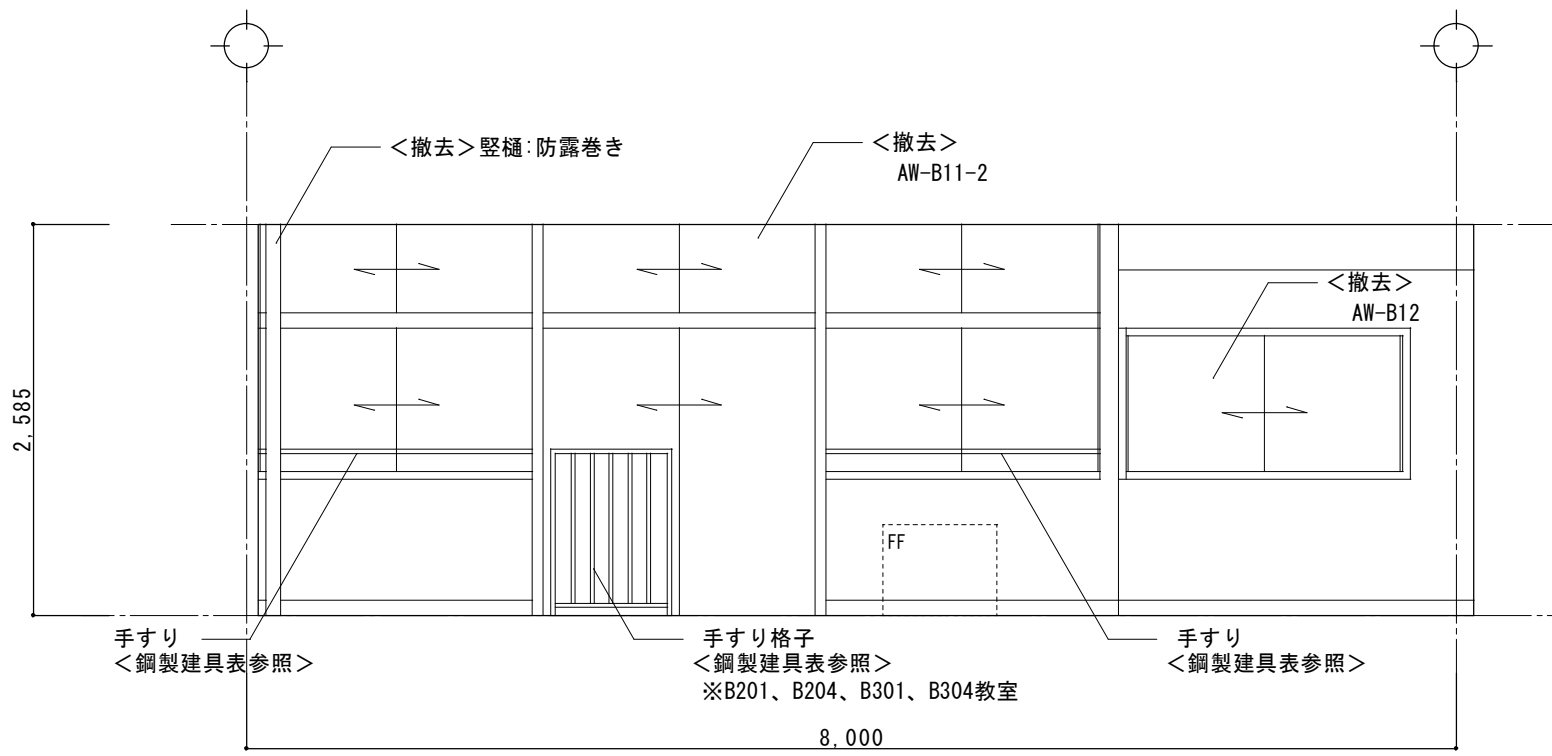 ＜撤去＞竪樋：防露巻き
＜撤去＞
AW-B11-2
＜撤去＞
AW-B12
2,585
FF
手すり
＜鋼製建具表参照＞
手すり格子
＜鋼製建具表参照＞
※B201、B204、B301、B304教室
手すり
＜鋼製建具表参照＞
8,000